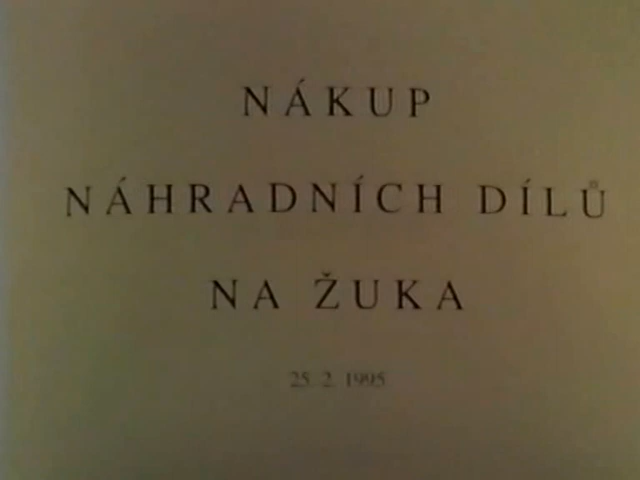 NÁKUP
NÁHRADNÍCH DÍLŮ
NA ŽUKA
25. 2. 1995